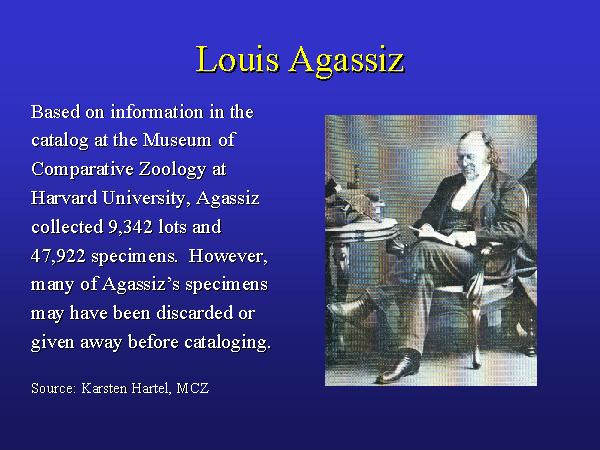 Louis Agassiz
Based on information in the
catalog at the Museum of
Comparative Zoology at
Harvard University, Agassiz
collected 9,342 lots and
47,922 specimens.  However,
many of Agassiz’s specimens
may have been discarded or
given away before cataloging.
Source: Karsten Hartel, MCZ